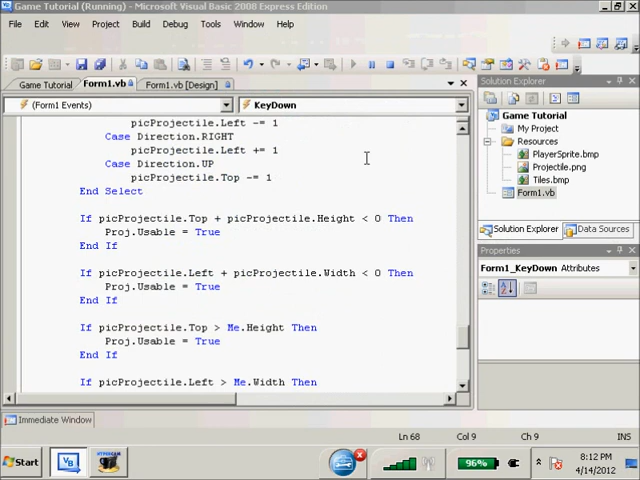 Game Tutorial (Running) - Microsoft Visual Basic 2008 Express Edition
File Edit View Project Build Debug Tools Window Help
Game Tutorial Form1.vb Form1.vb [Design]
(Form1 Events) KeyDown
picProjectile.Left -= 1
Case Direction.RIGHT
picProjectile.Left += 1
Case Direction.UP
picProjectile.Top -= 1
End Select
If picProjectile.Top + picProjectile.Height < 0 Then
Proj.Usable = True
End If
If picProjectile.Left + picProjectile.Width < 0 Then
Proj.Usable = True
End If
If picProjectile.Top > Me.Height Then
Proj.Usable = True
End If
If picProjectile.Left > Me.Width Then
Solution Explorer
Game Tutorial
My Project
Resources
PlayerSprite.bmp
Projectile.png
Tiles.bmp
Form1.vb
Solution Explorer Data Sources
Properties
Form1_KeyDown Attributes
Immediate Window
Ln 68 Col 9 Ch 9 INS
Start
HYPERCAM
96%
8:12 PM
4/14/2012